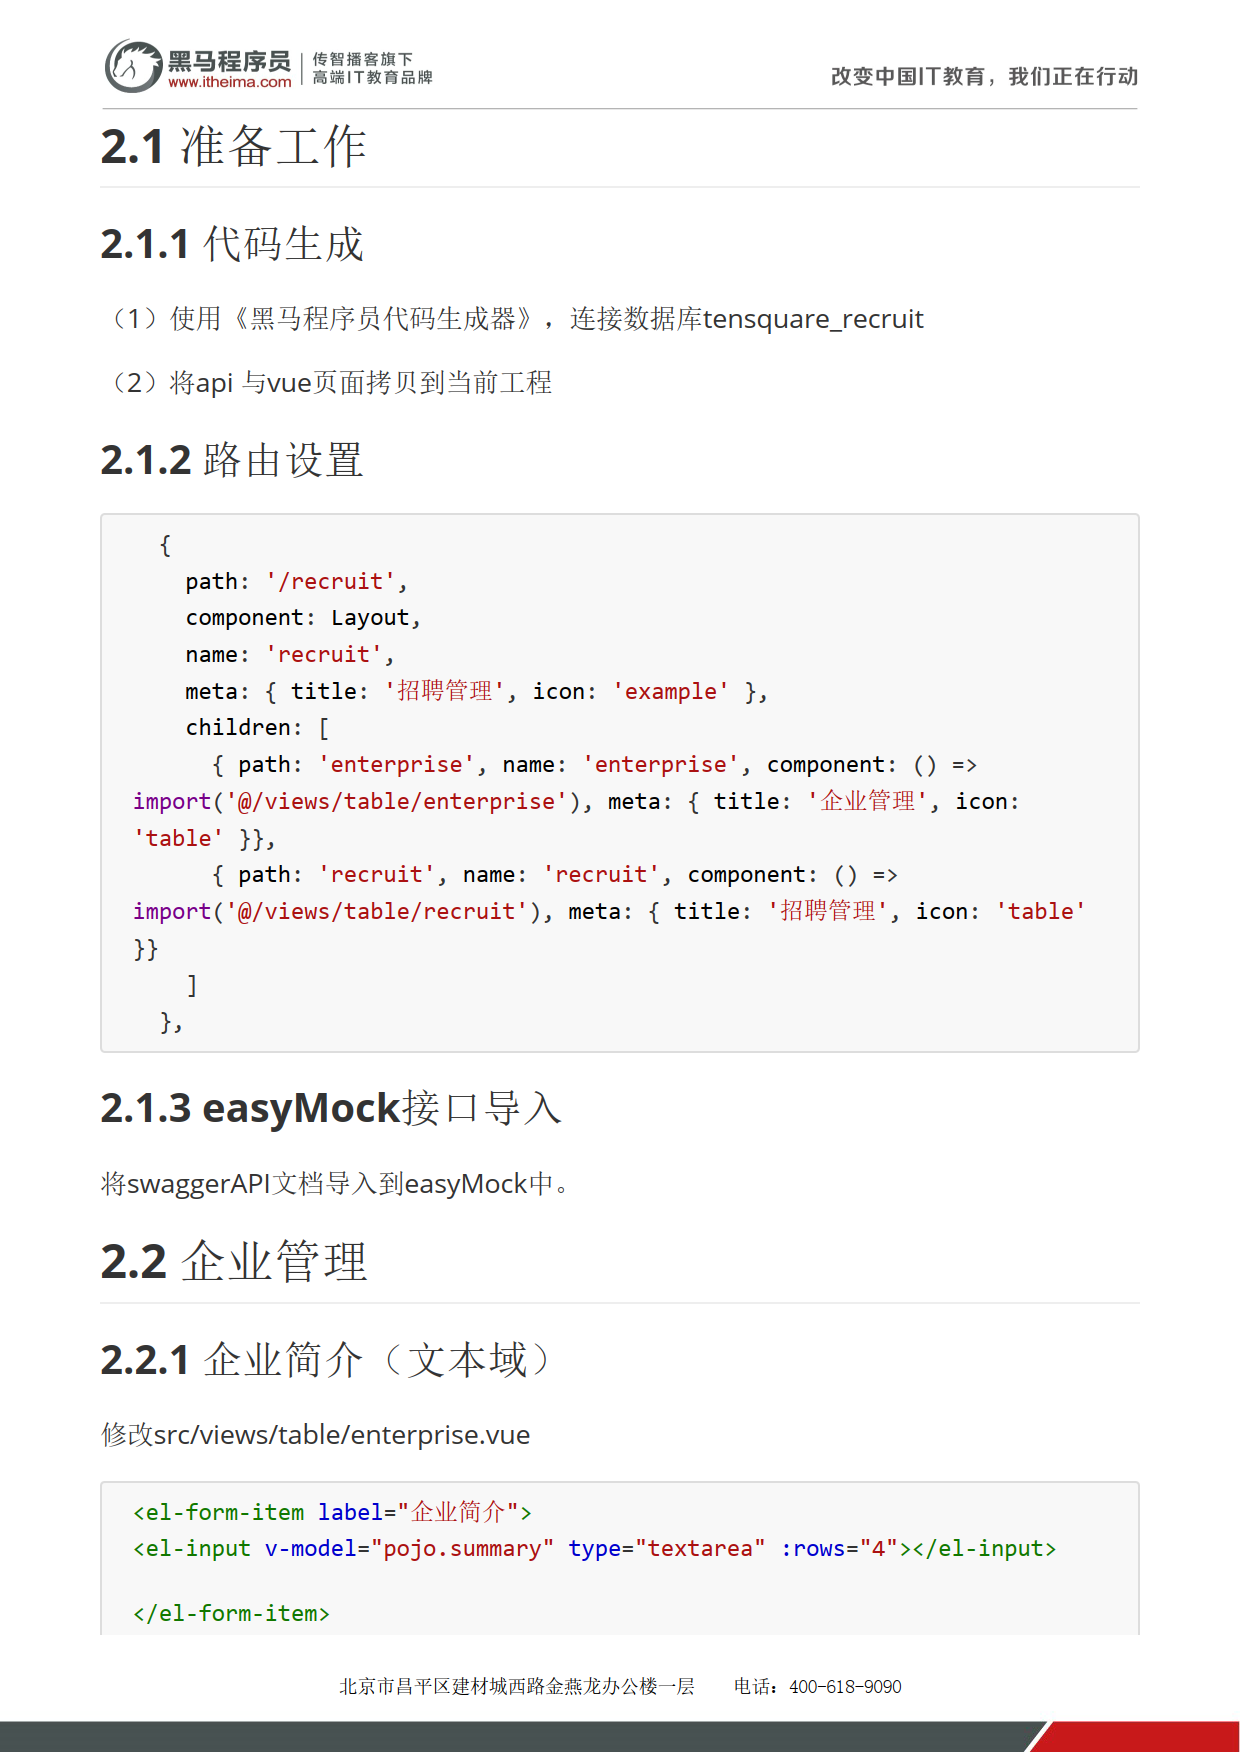 黑马程序员
www.itheima.com
传智播客旗下
高端IT教育品牌
改变中国IT教育，我们正在行动
2.1 准备工作
2.1.1 代码生成
（1）使用《黑马程序员代码生成器》，连接数据库tensquare_recruit
（2）将api 与vue页面拷贝到当前工程
2.1.2 路由设置
{
path: '/recruit',
component: Layout,
name: 'recruit',
meta: { title: '招聘管理', icon: 'example' },
children: [
{ path: 'enterprise', name: 'enterprise', component: () =>
import('@/views/table/enterprise'), meta: { title: '企业管理', icon:
'table' }},
{ path: 'recruit', name: 'recruit', component: () =>
import('@/views/table/recruit'), meta: { title: '招聘管理', icon: 'table'
}}
]
},
2.1.3 easyMock接口导入
将swaggerAPI文档导入到easyMock中。
2.2 企业管理
2.2.1 企业简介（文本域）
修改src/views/table/enterprise.vue
<el-form-item label="企业简介">
<el-input v-model="pojo.summary" type="textarea" :rows="4"></el-input>
</el-form-item>
北京市昌平区建材城西路金燕龙办公楼一层 电话：400-618-9090